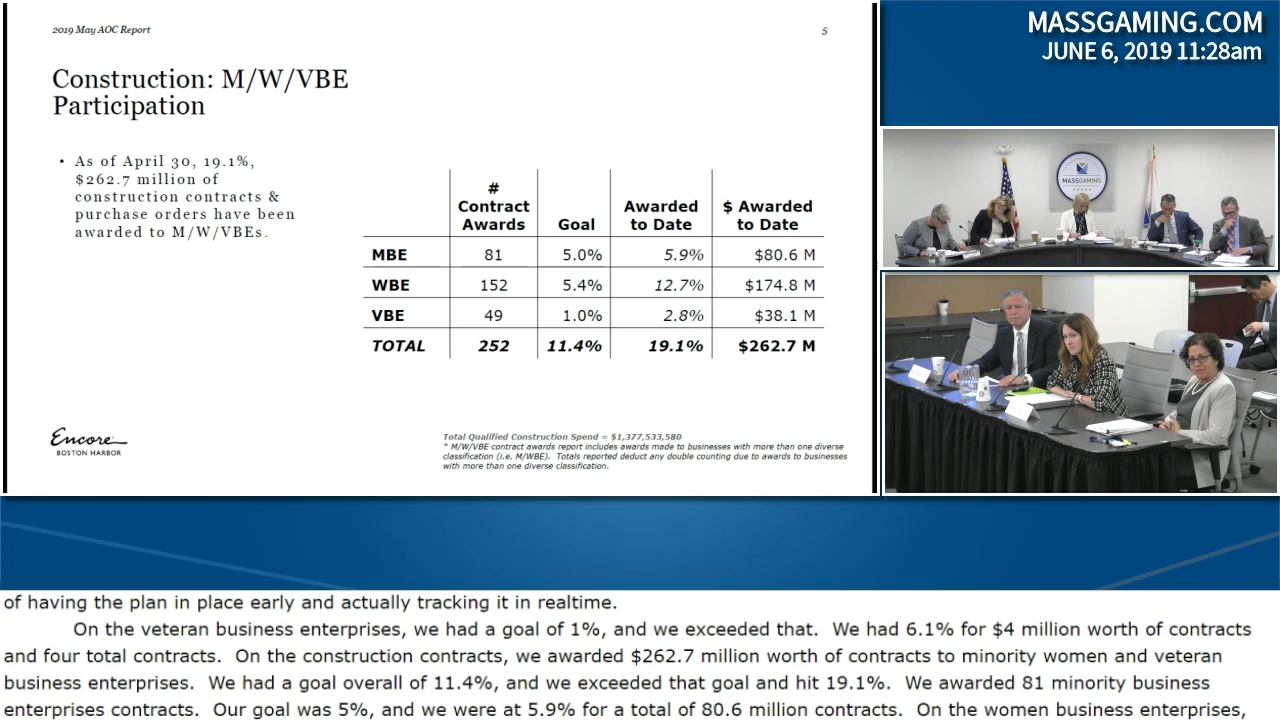 2019 May AOC Report
5
Construction: M/W/VBE
Participation
• As of April 30, 19.1%,
$262.7 million of
construction contracts &
purchase orders have been
awarded to M/W/VBEs.
# Contract Awards Goal Awarded to Date $ Awarded to Date
MBE 81 5.0% 5.9% $80.6 M
WBE 152 5.4% 12.7% $174.8 M
VBE 49 1.0% 2.8% $38.1 M
TOTAL 252 11.4% 19.1% $262.7 M
Encore
BOSTON HARBOR
Total Qualified Construction Spend = $1,377,533,580
* M/W/VBE contract awards report includes awards made to businesses with more than one diverse
classification (i.e. M/WBE). Totals reported deduct any double counting due to awards to businesses
with more than one diverse classification.
MASSGAMING.COM
JUNE 6, 2019 11:28am
MASSGAMING
of having the plan in place early and actually tracking it in realtime.
On the veteran business enterprises, we had a goal of 1%, and we exceeded that. We had 6.1% for $4 million worth of contracts
and four total contracts. On the construction contracts, we awarded $262.7 million worth of contracts to minority women and veteran
business enterprises. We had a goal overall of 11.4%, and we exceeded that goal and hit 19.1%. We awarded 81 minority business
enterprises contracts. Our goal was 5%, and we were at 5.9% for a total of 80.6 million contracts. On the women business enterprises,